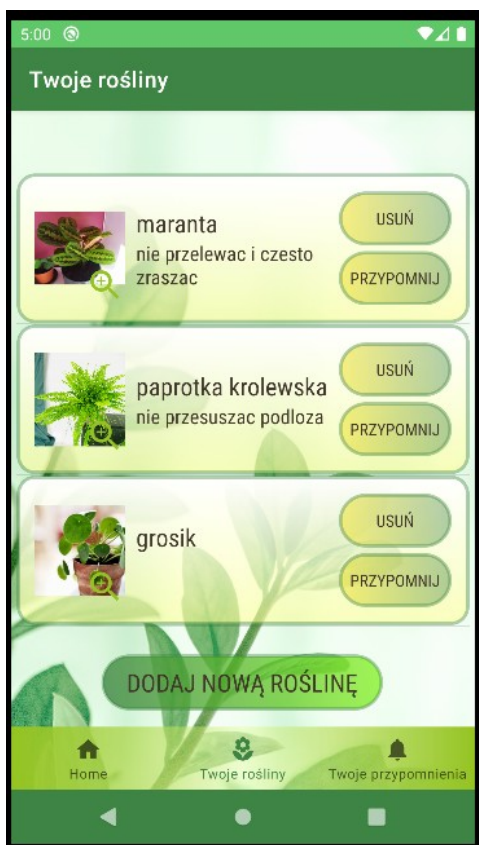 5:00
Twoje rośliny
maranta
nie przelewac i czesto
zraszac
USUŃ
PRZYPOMNIJ
paprotka krolewska
nie przesuszac podloza
USUŃ
PRZYPOMNIJ
grosik
USUŃ
PRZYPOMNIJ
DODAJ NOWĄ ROŚLINĘ
Home
Twoje rośliny
Twoje przypomnienia